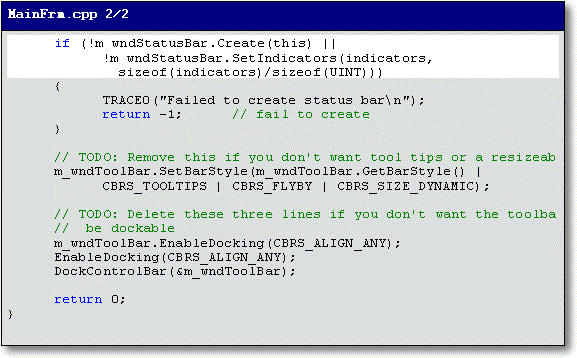 MainFrm.cpp 2/2
if (!m_wndStatusBar.Create(this) ||
!m_wndStatusBar.SetIndicators(indicators,
sizeof(indicators)/sizeof(UINT)))
{
TRACE0("Failed to create status bar\n");
return -1; // fail to create
}
// TODO: Remove this if you don't want tool tips or a resizeab
m_wndToolBar.SetBarStyle(m_wndToolBar.GetBarStyle() |
CBRS_TOOLTIPS | CBRS_FLYBY | CBRS_SIZE_DYNAMIC);
// TODO: Delete these three lines if you don't want the toolba
// be dockable
m_wndToolBar.EnableDocking(CBRS_ALIGN_ANY);
EnableDocking(CBRS_ALIGN_ANY);
DockControlBar(&m_wndToolBar);
return 0;
}